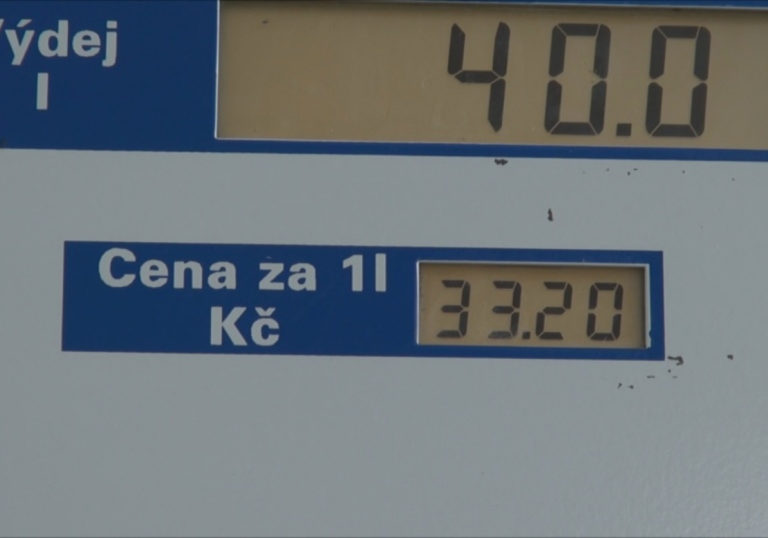 ýdej
l
40.0
Cena za 1l
Kč
33.20